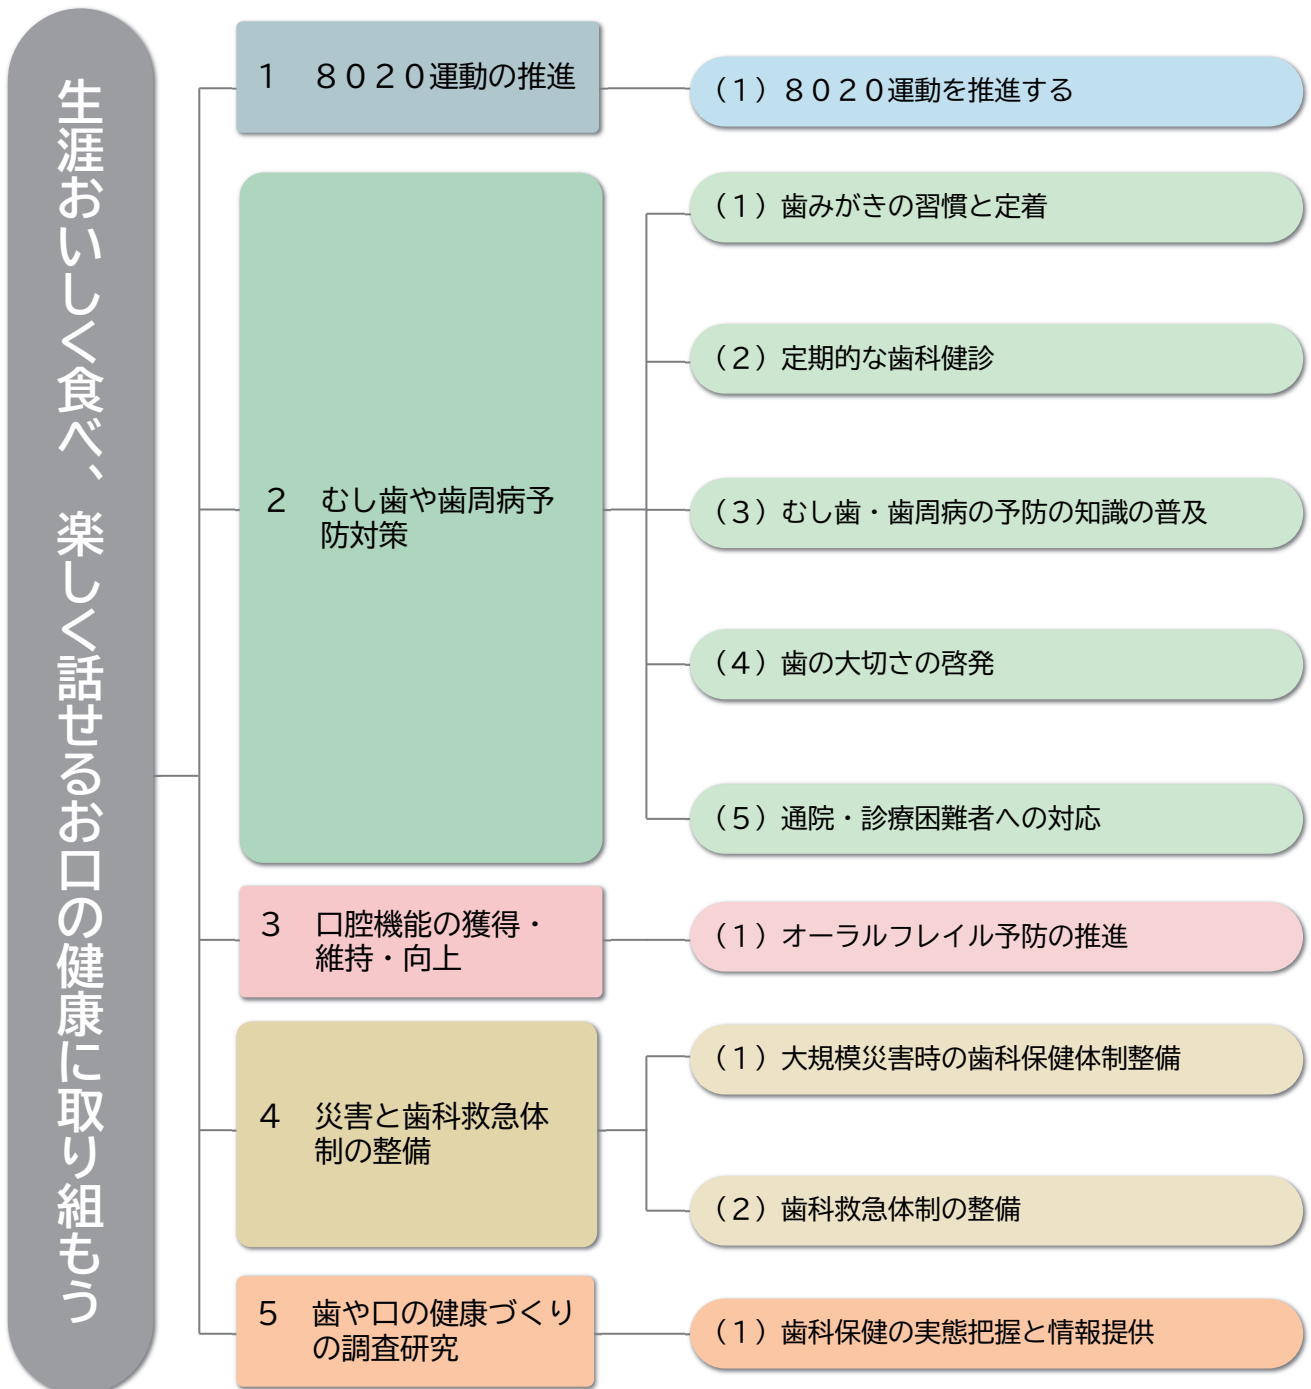 生涯おいしく食べ、楽しく話せるお口の健康に取り組もう
１　８０２０運動の推進
（１）８０２０運動を推進する
２　むし歯や歯周病予
防対策
（１）歯みがきの習慣と定着
（２）定期的な歯科健診
（３）むし歯・歯周病の予防の知識の普及
（４）歯の大切さの啓発
（５）通院・診療困難者への対応
３　口腔機能の獲得・
維持・向上
（１）オーラルフレイル予防の推進
４　災害と歯科救急体
制の整備
（１）大規模災害時の歯科保健体制整備
（２）歯科救急体制の整備
５　歯や口の健康づくり
の調査研究
（１）歯科保健の実態把握と情報提供